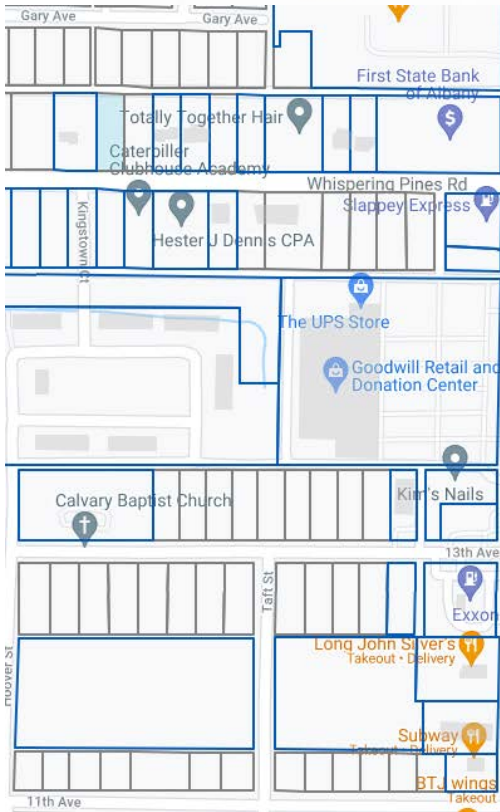 Gary Ave
Gary Ave
First State Bank
of Albany
Totally Together Hair
Caterpiller
Clubhouse Academy
Whispering Pines Rd
Slappey Express
Kingstown Ct
Hester J Dennis CPA
The UPS Store
Goodwill Retail and
Donation Center
Calvary Baptist Church
Kim's Nails
13th Ave
Taft St
Exxon
Hoover St
Long John Silver's
Takeout • Delivery
Subway
Takeout • Delivery
BTJ wings
Takeout
11th Ave